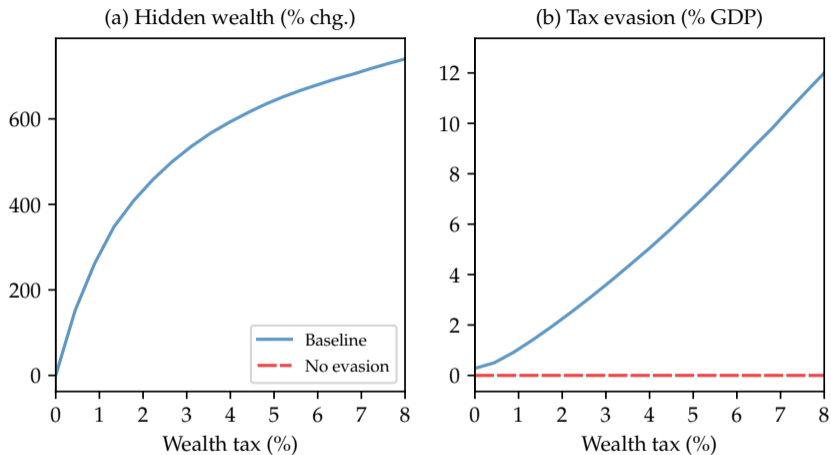 (a) Hidden wealth (% chg.)
600
400
200
0
0 1 2 3 4 5 6 7 8
Wealth tax (%)
Baseline
No evasion
(b) Tax evasion (% GDP)
12
10
8
6
4
2
0
0 1 2 3 4 5 6 7 8
Wealth tax (%)